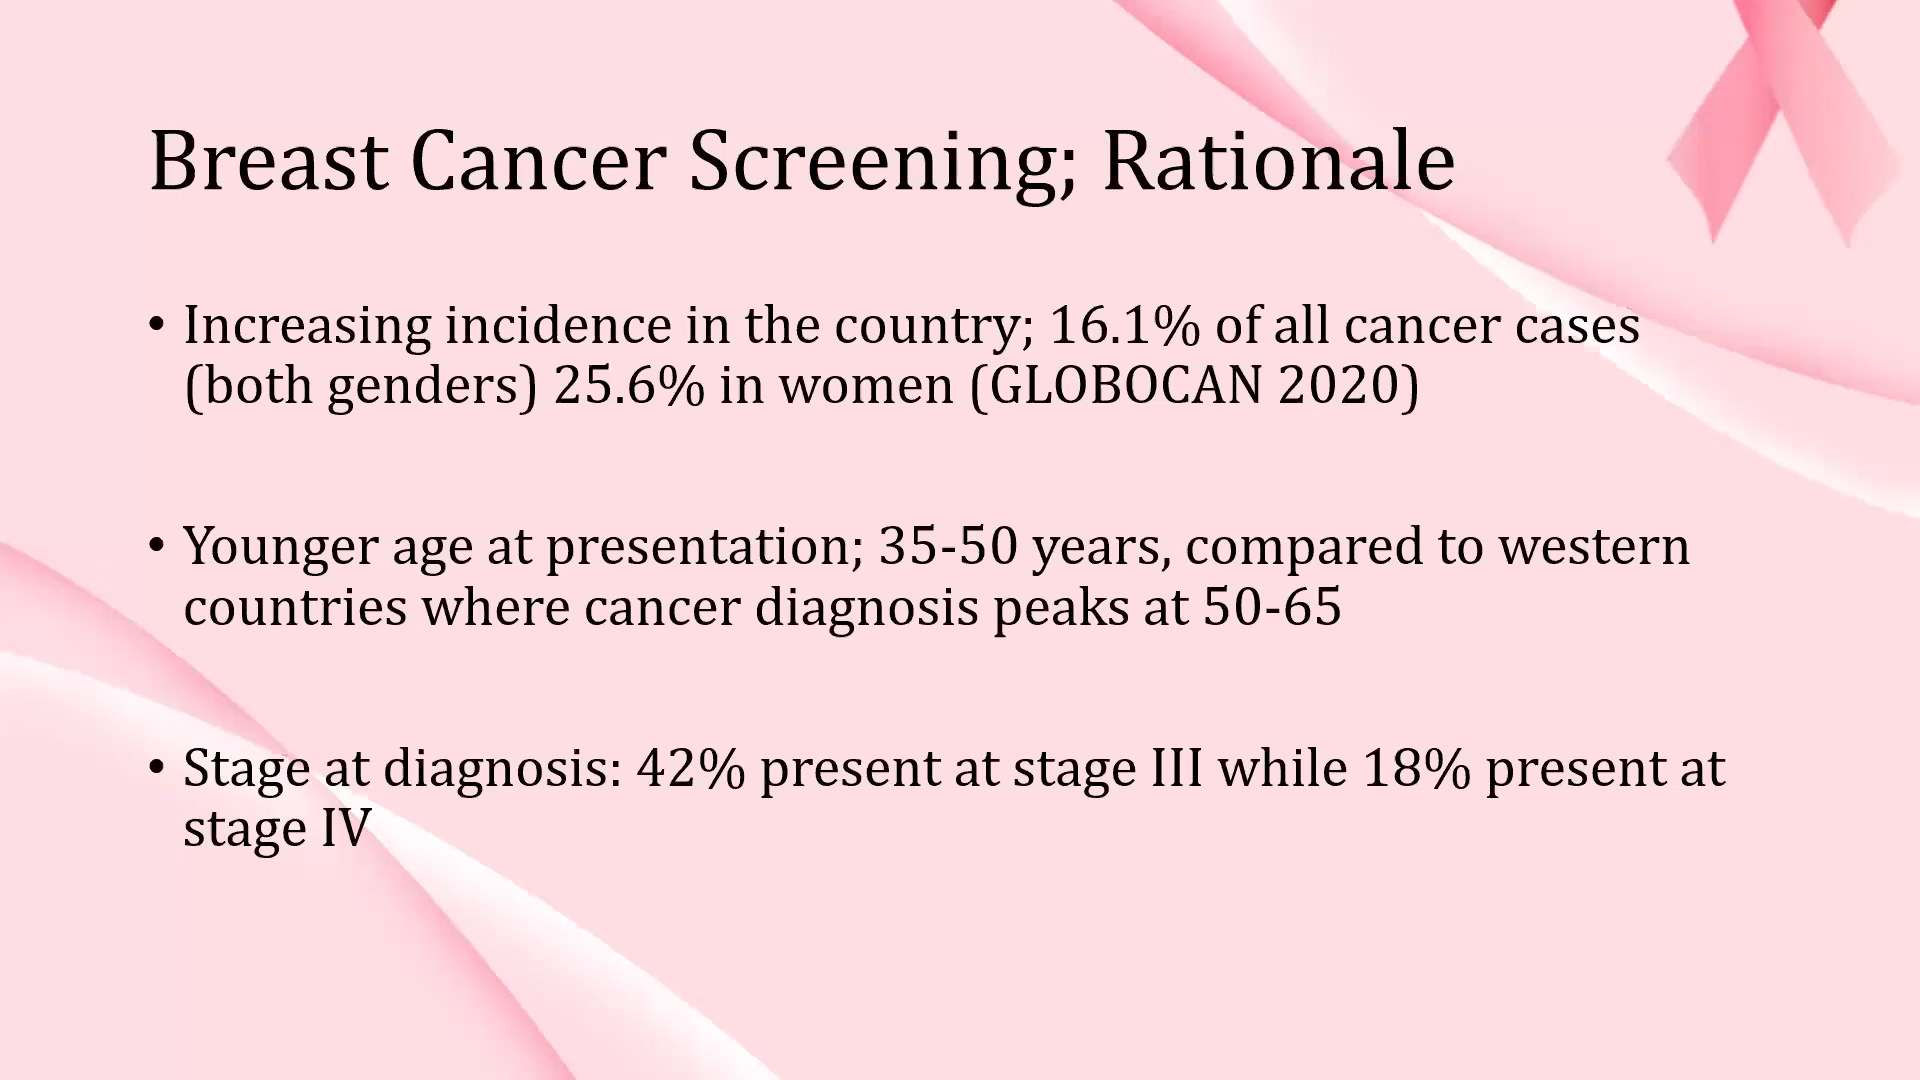 Breast Cancer Screening; Rationale
• Increasing incidence in the country; 16.1% of all cancer cases
(both genders) 25.6% in women (GLOBOCAN 2020)
• Younger age at presentation; 35-50 years, compared to western
countries where cancer diagnosis peaks at 50-65
• Stage at diagnosis: 42% present at stage III while 18% present at
stage IV